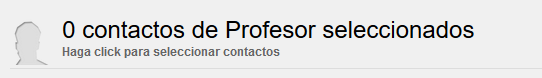 0 contactos de Profesor seleccionados
Haga click para seleccionar contactos